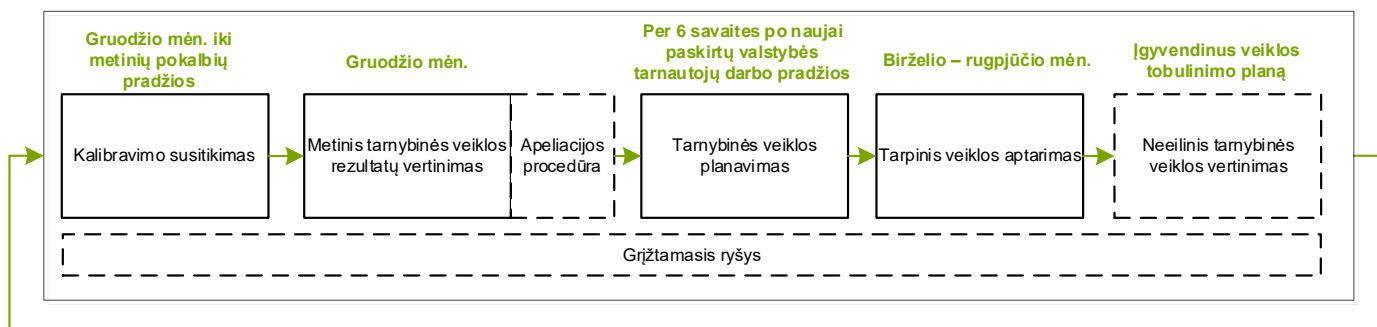 Gruodžio mėn. iki
metinių pokalbių
pradžios
Gruodžio mėn.
Per 6 savaites po naujai
paskirtų valstybės
tarnautojų darbo pradžios
Birželio – rugpjūčio mėn.
Įgyvendinus veiklos
tobulinimo planą
Kalibravimo susitikimas
Metinis tarnybinės veiklos
rezultatų vertinimas
Apeliacijos
procedūra
Tarnybinės veiklos
planavimas
Tarpinis veiklos aptarimas
Neeilinis tarnybinės
veiklos vertinimas
Grįžtamasis ryšys